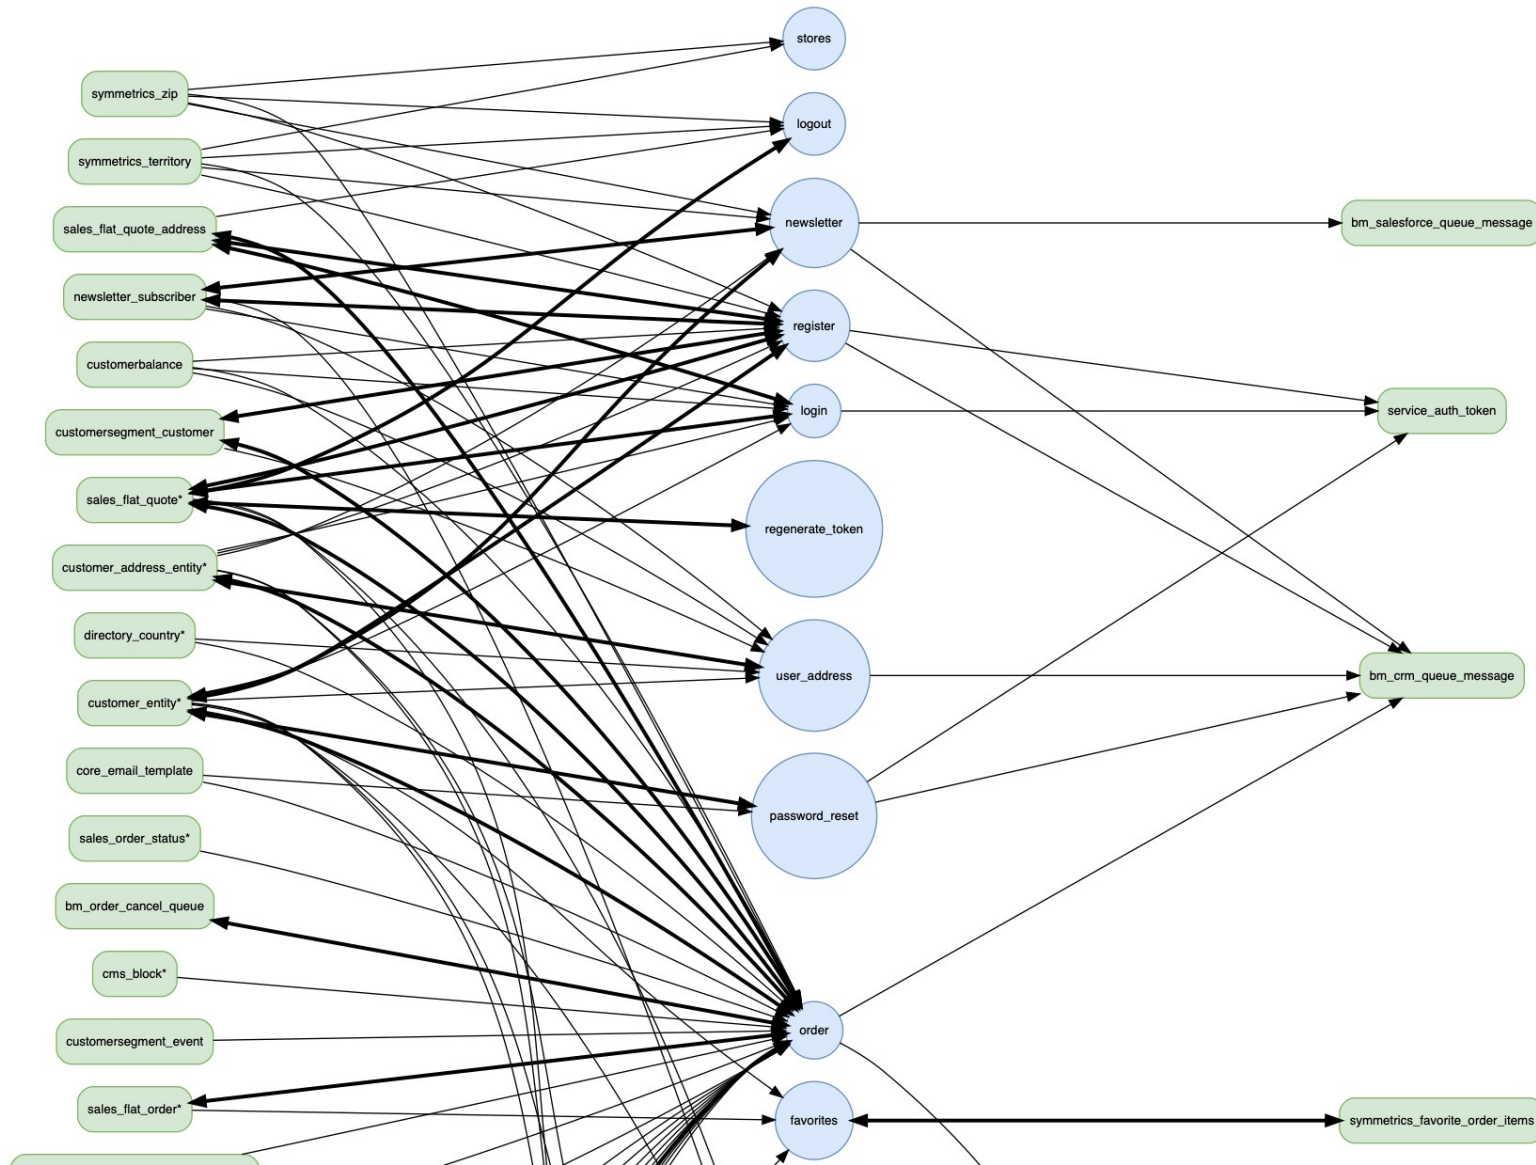 stores
symmetrics_zip
logout
symmetrics_territory
newsletter
bm_salesforce_queue_message
sales_flat_quote_address
newsletter_subscriber
register
customerbalance
login
service_auth_token
customersegment_customer
sales_flat_quote*
regenerate_token
customer_address_entity*
directory_country*
user_address
bm_crm_queue_message
customer_entity*
core_email_template
password_reset
sales_order_status*
bm_order_cancel_queue
cms_block*
order
customersegment_event
sales_flat_order*
favorites
symmetrics_favorite_order_items